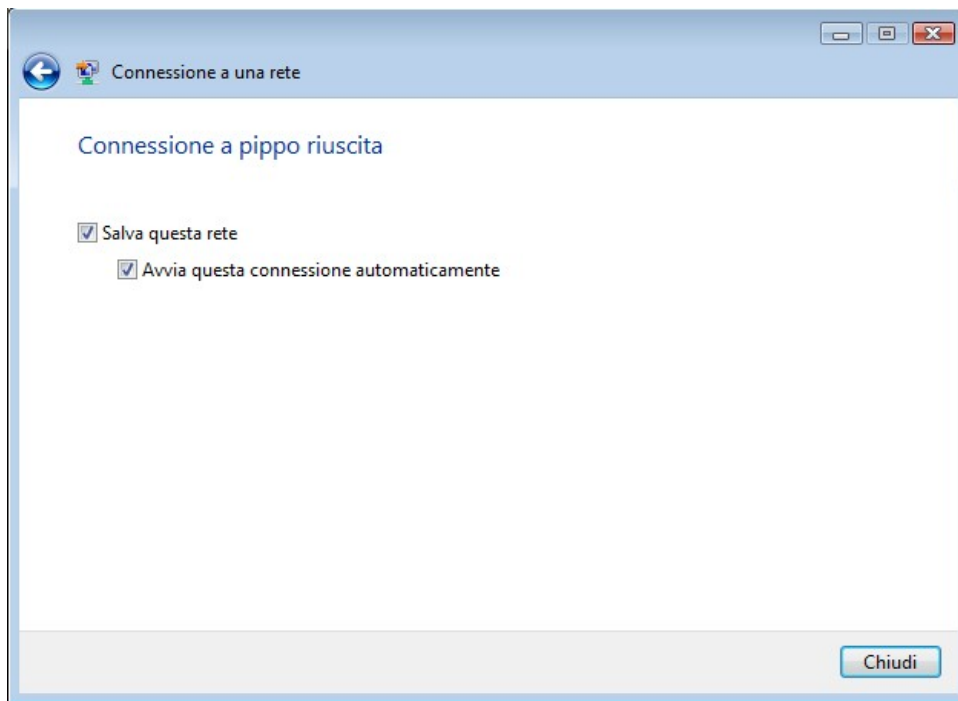 Connessione a una rete
Connessione a pippo riuscita
Salva questa rete
Avvia questa connessione automaticamente
Chiudi